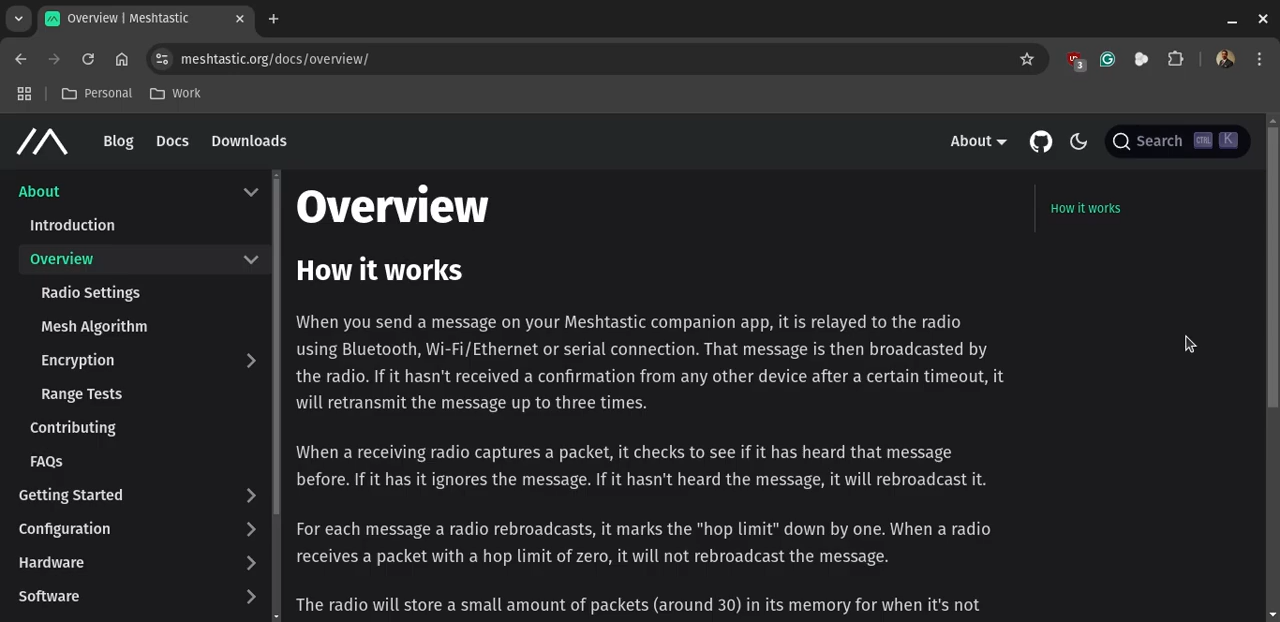 Overview | Meshtastic
meshtastic.org/docs/overview/
3
Personal
Work
Blog
Docs
Downloads
About
Search CTRL K
About
Introduction
Overview
Radio Settings
Mesh Algorithm
Encryption
Range Tests
Contributing
FAQs
Getting Started
Configuration
Hardware
Software
Overview
How it works
When you send a message on your Meshtastic companion app, it is relayed to the radio
using Bluetooth, Wi-Fi/Ethernet or serial connection. That message is then broadcasted by
the radio. If it hasn't received a confirmation from any other device after a certain timeout, it
will retransmit the message up to three times.
When a receiving radio captures a packet, it checks to see if it has heard that message
before. If it has it ignores the message. If it hasn't heard the message, it will rebroadcast it.
For each message a radio rebroadcasts, it marks the "hop limit" down by one. When a radio
receives a packet with a hop limit of zero, it will not rebroadcast the message.
The radio will store a small amount of packets (around 30) in its memory for when it's not
How it works